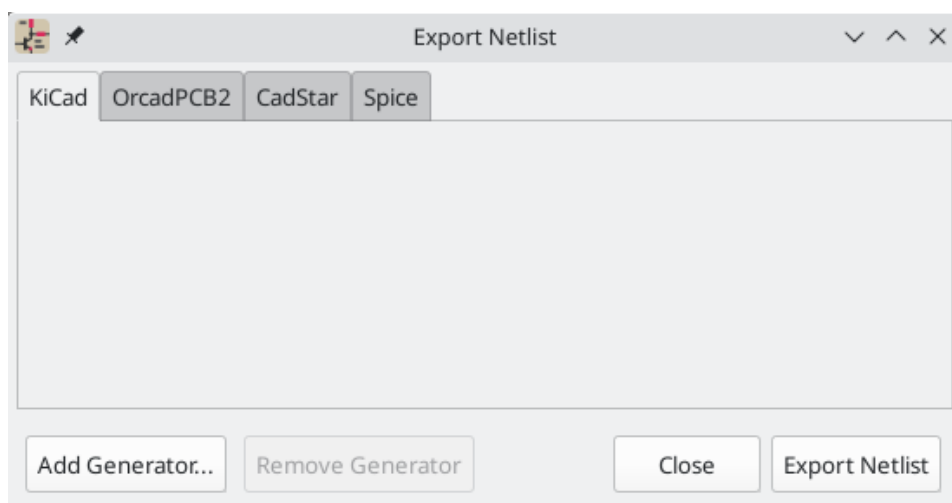 Export Netlist
KiCad OrcadPCB2 CadStar Spice
Add Generator... Remove Generator Close Export Netlist